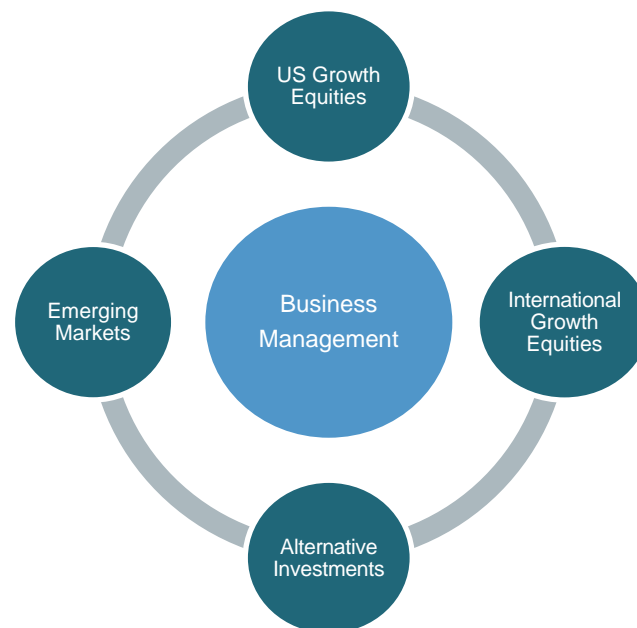 US Growth
Equities
Emerging
Markets
Business
Management
International
Growth
Equities
Alternative
Investments